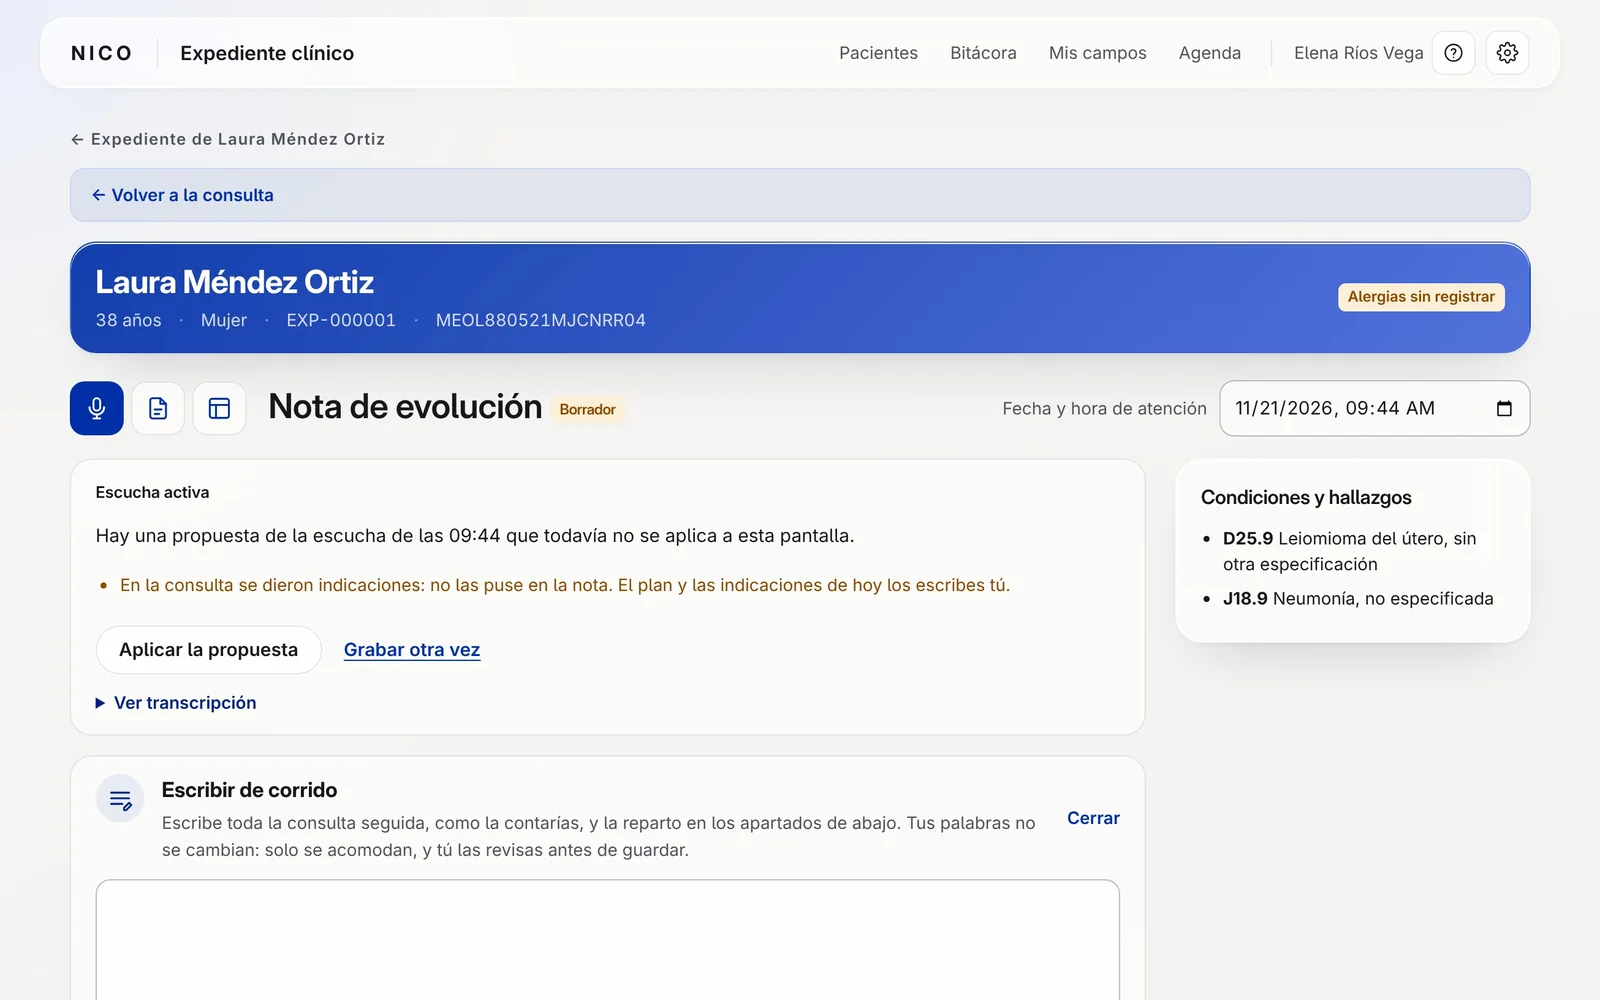 NICO
Expediente clínico
Pacientes
Bitácora
Mis campos
Agenda
Elena Ríos Vega
← Expediente de Laura Méndez Ortiz
← Volver a la consulta
Laura Méndez Ortiz
38 años · Mujer · EXP-000001 · MEOL880521MJCNRR04
Alergias sin registrar
Nota de evolución
Borrador
Fecha y hora de atención
11/21/2026, 09:44 AM
Escucha activa
Hay una propuesta de la escucha de las 09:44 que todavía no se aplica a esta pantalla.
• En la consulta se dieron indicaciones: no las puse en la nota. El plan y las indicaciones de hoy los escribes tú.
Aplicar la propuesta
Grabar otra vez
Ver transcripción
Condiciones y hallazgos
• D25.9 Leiomioma del útero, sin
otra especificación
• J18.9 Neumonía, no especificada
Escribir de corrido
Escribe toda la consulta seguida, como la contarías, y la reparto en los apartados de abajo. Tus palabras no
se cambian: solo se acomodan, y tú las revisas antes de guardar.
Cerrar